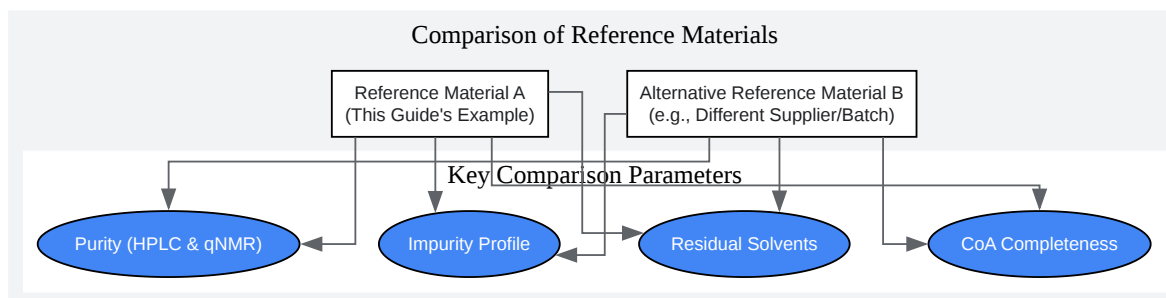 Comparison of Reference Materials
Reference Material A
(This Guide's Example)
Alternative Reference Material B
(e.g., Different Supplier/Batch)
Key Comparison Parameters
Purity (HPLC & qNMR)
Impurity Profile
Residual Solvents
CoA Completeness